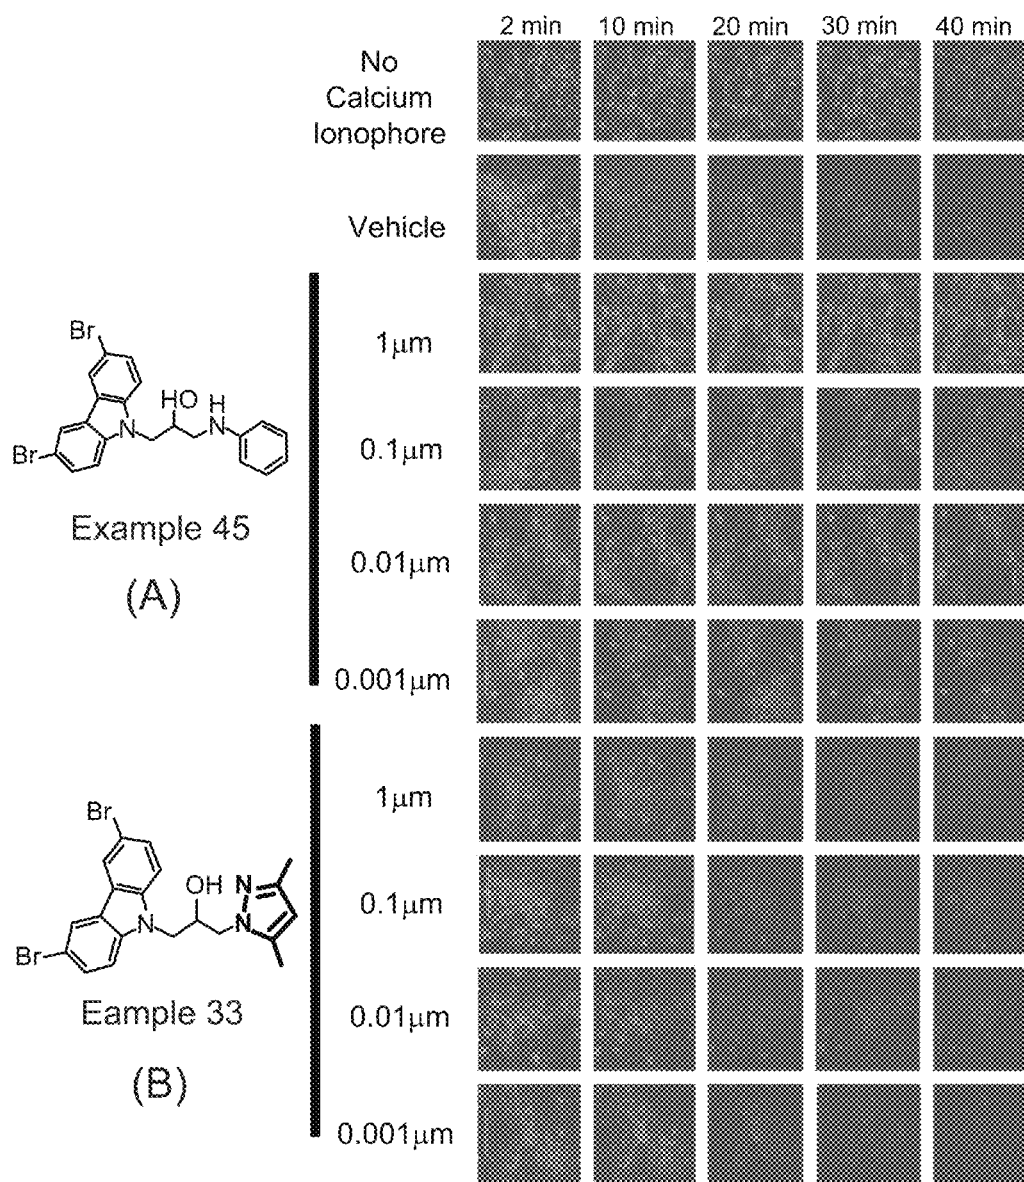 2 min 10 min 20 min 30 min 40 min
No
Calcium
Ionophore
Vehicle
1µm
0.1µm
0.01µm
0.001µm
Br
Br
HO
H
N
N
Example 45
(A)
1µm
0.1µm
0.01µm
0.001µm
Br
Br
OH
N
N
N
Eample 33
(B)